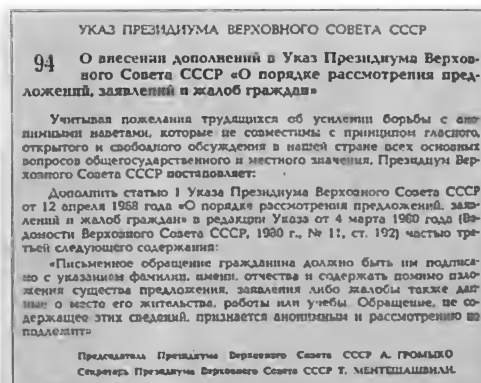 УКАЗ ПРЕЗИДИУМА ВЕРХОВНОГО СОВЕТА СССР
94 О внесении дополнений в Указ Президиума Верхов-
ного Совета СССР «О порядке рассмотрения пред-
ложений, заявлений и жалоб граждан»
Учитывая пожелания трудящихся об усилении борьбы с ано-
нимными наветами, которые не совместимы с принципом гласного,
открытого и свободного обсуждения в нашей стране всех основных
вопросов общегосударственного и местного значения, Президиум Вер-
ховного Совета СССР постановляет:
Дополнить статью 1 Указа Президиума Верховного Совета СССР
от 12 апреля 1968 года «О порядке рассмотрения предложений, заяв-
лений и жалоб граждан» в редакции Указа от 4 марта 1980 года (Ве-
домости Верховного Совета СССР, 1980 г., № 11, ст. 192) частью тре-
тьей следующего содержания:
«Письменное обращение гражданина должно быть им подписа-
но с указанием фамилии, имени, отчества и содержать помимо изло-
жения существа предложения, заявления либо жалобы также дан-
ные о месте его жительства, работы или учебы. Обращение, не со-
держащее этих сведений, признается анонимным и рассмотрению не
подлежит»
Председатель Президиума Верховного Совета СССР А. ГРОМЫКО
Секретарь Президиума Верховного Совета СССР Т. МЕНТЕШАШВИЛИ.